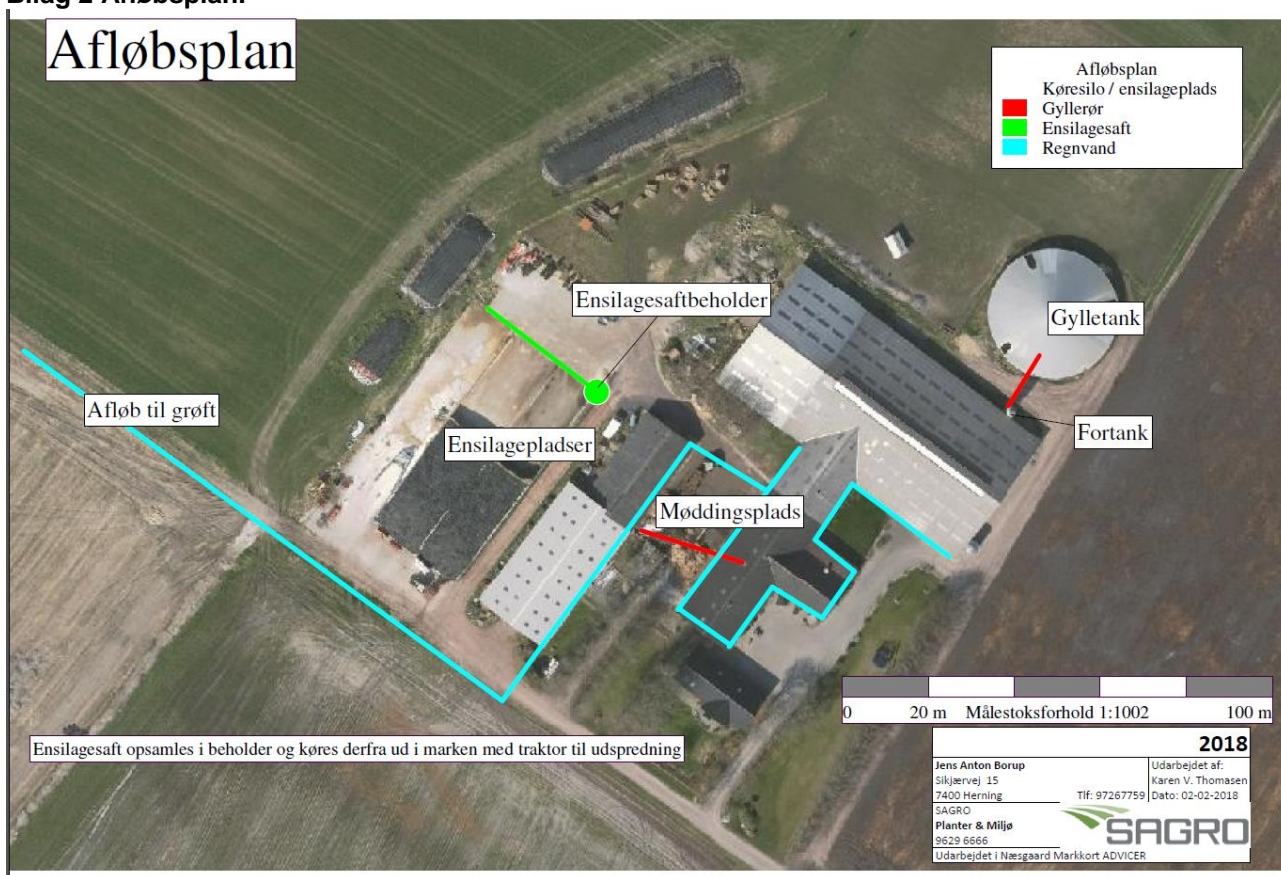 Bilag 2 Afløbsplan.
Afløbsplan
Afløbsplan
Køresilo / ensilageplads
Gyllerør
Ensilagesaft
Regnvand
Ensilagesaftbeholder
Gylletank
Afløb til grøft
Ensilagepladser
Fortank
Møddingsplads
0 20 m Målestoksforhold 1:1002 100 m
Ensilagesaft opsamles i beholder og køres derfra ud i marken med traktor til udspredning
2018
Jens Anton Borup
Sikjærvej 15
7400 Herning Tlf: 97267759
Udarbejdet af:
Karen V. Thomasen
Dato: 02-02-2018
SAGRO
Planter & Miljø
9629 6666
SAGRO
Udarbejdet i Næsgaard Markkort ADVICER